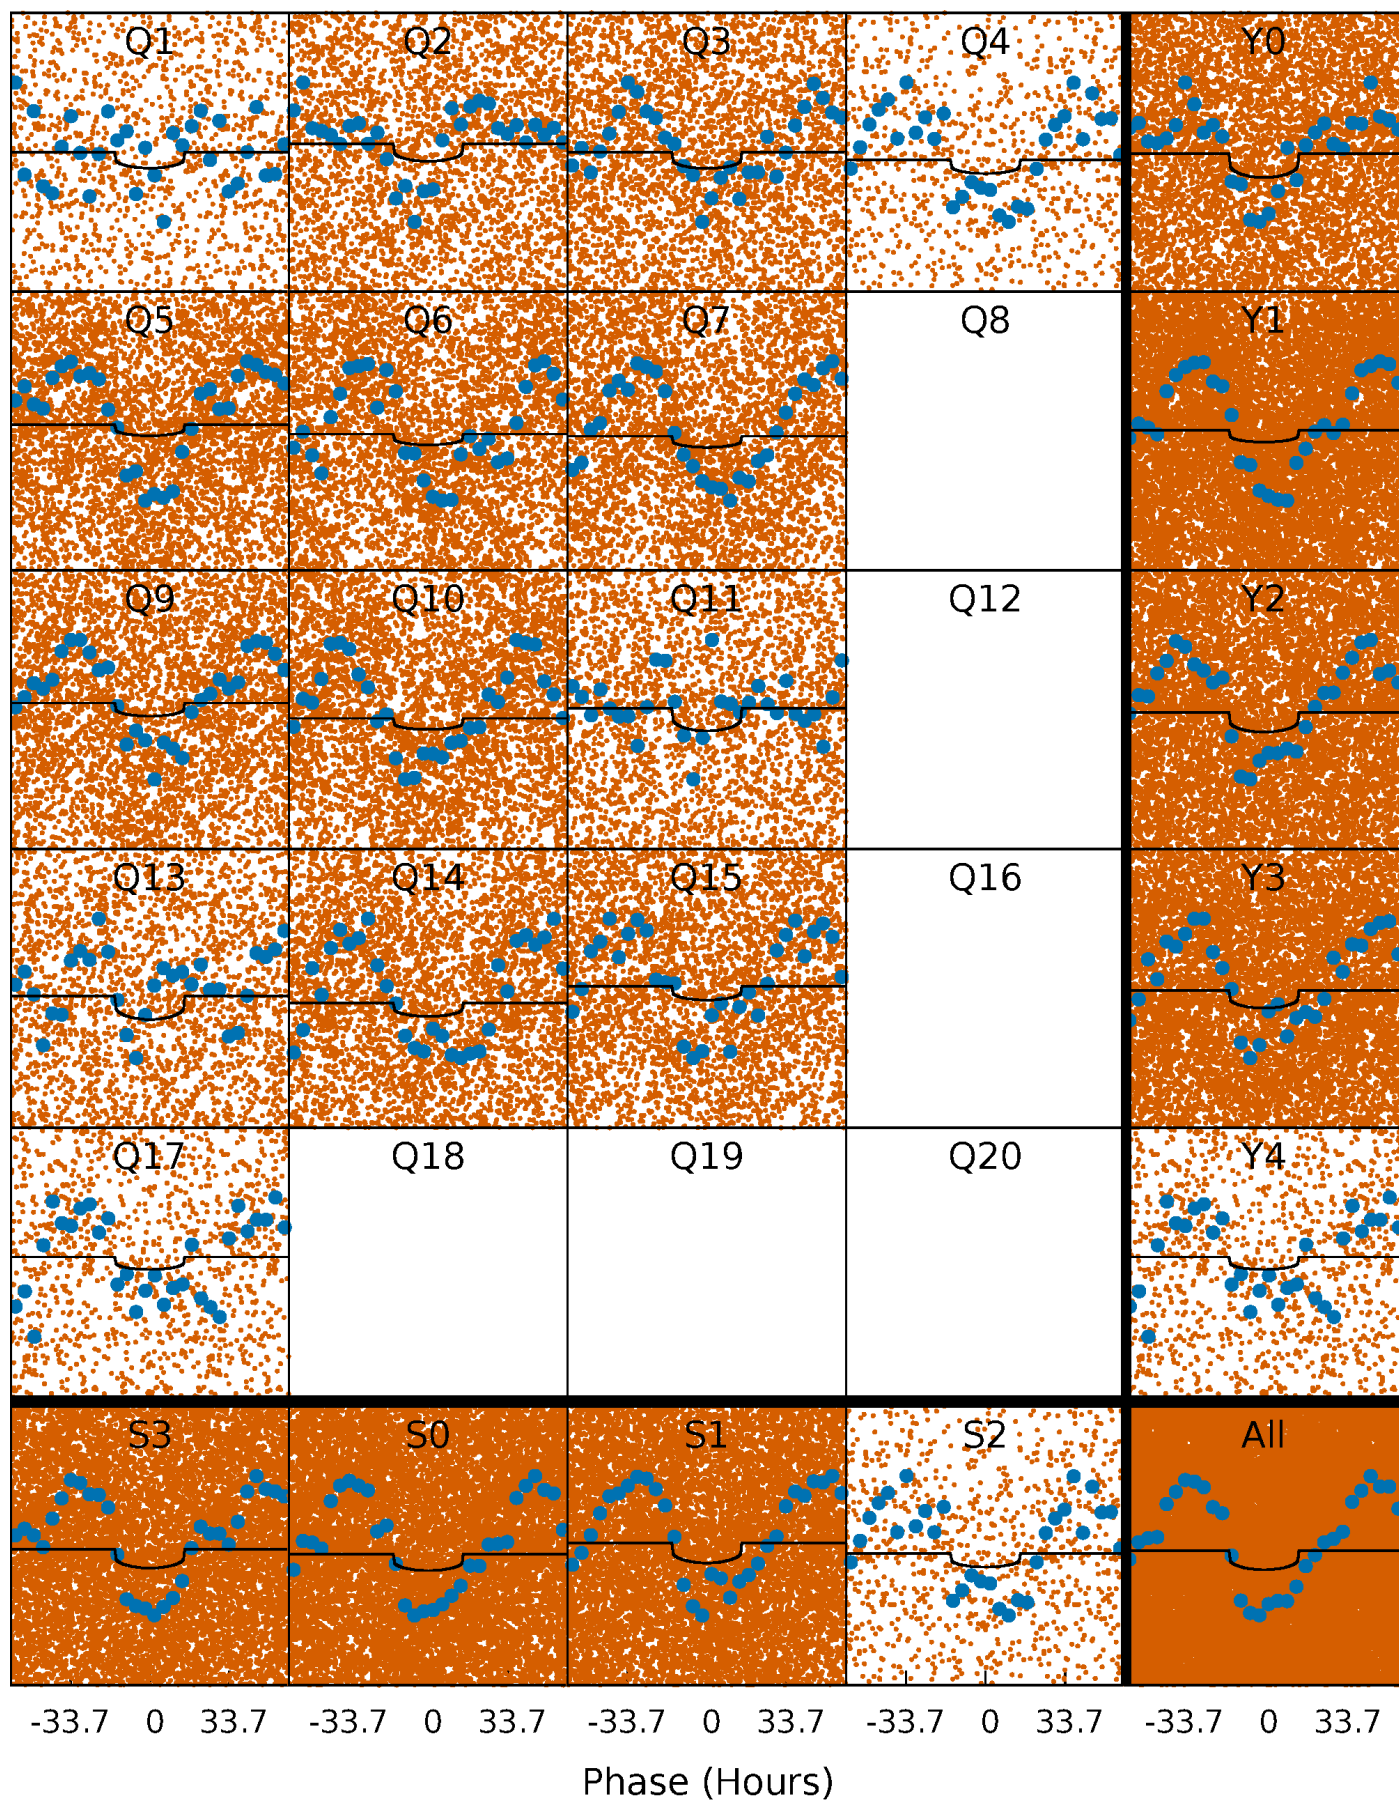 Q1 Q2 Q3 Q4 Y0
Q5 Q6 Q7 Q8 Y1
Q9 Q10 Q11 Q12 Y2
Q13 Q14 Q15 Q16 Y3
Q17 Q18 Q19 Q20 Y4
S3 S0 S1 S2 All
-33.7 0 33.7 -33.7 0 33.7 -33.7 0 33.7 -33.7 0 33.7 -33.7 0 33.7
Phase (Hours)